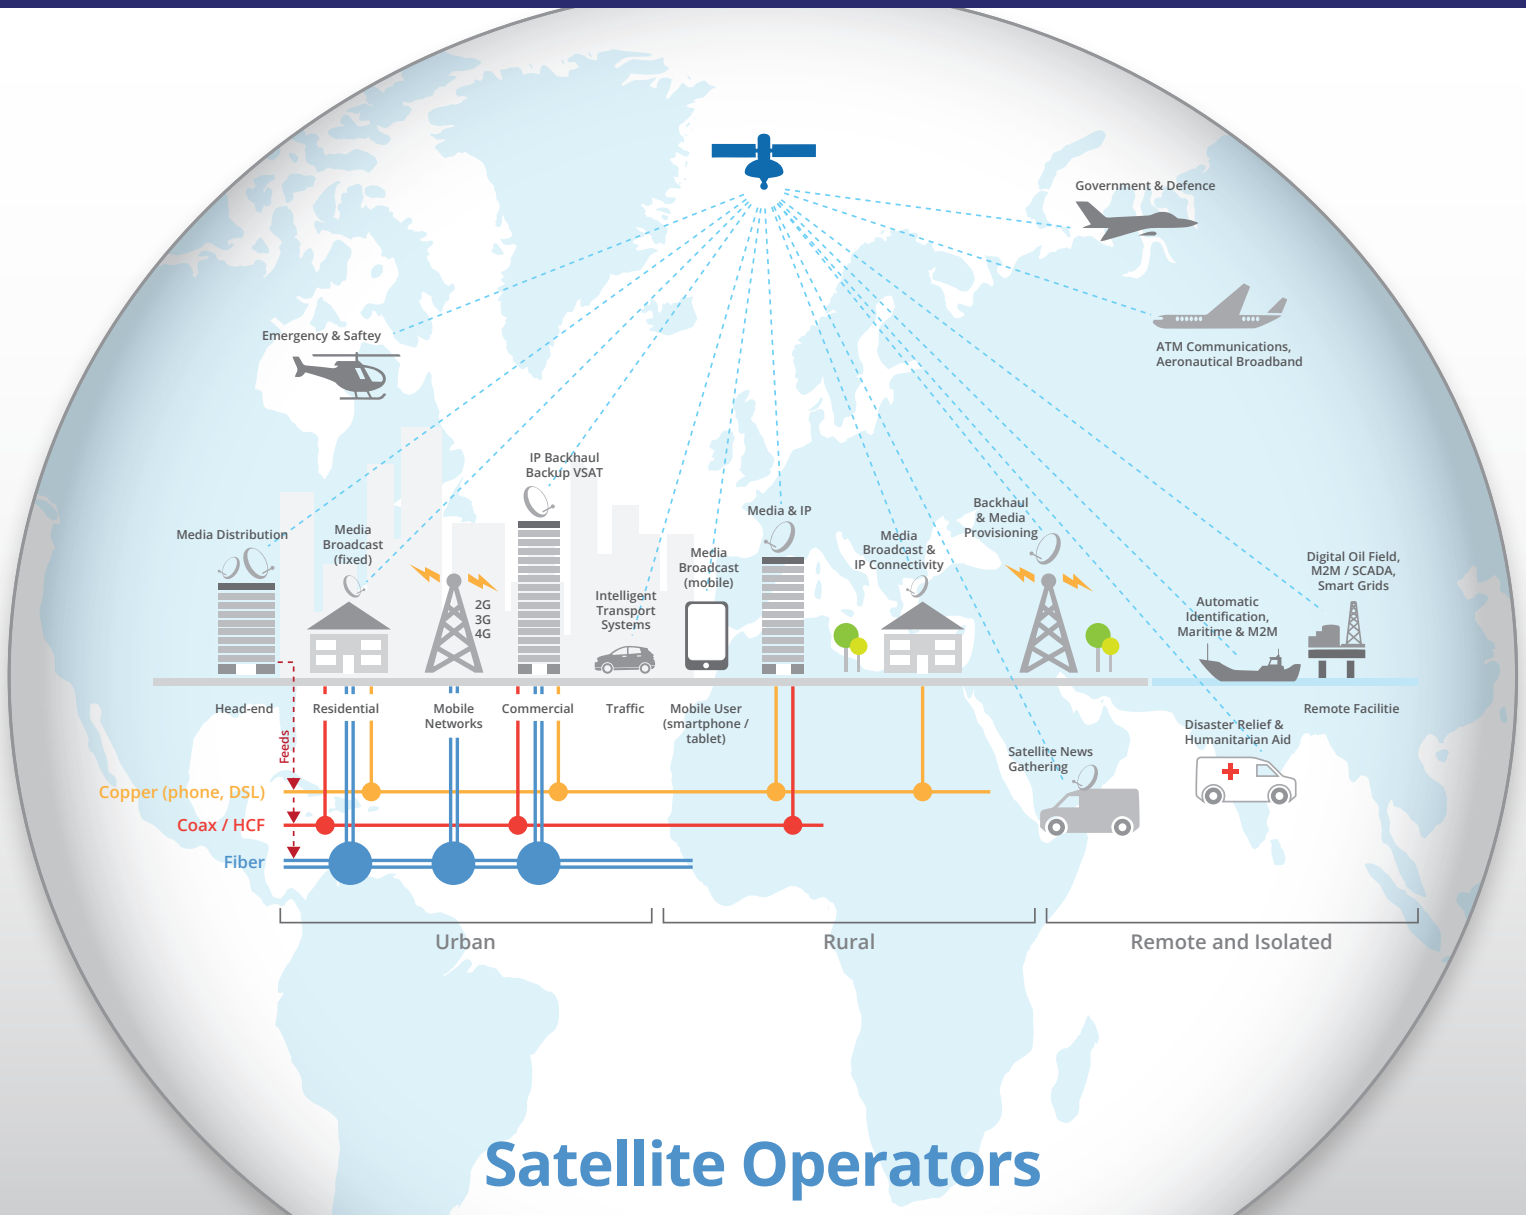 Government & Defence
ATM Communications,
Aeronautical Broadband
Emergency & Saftey
IP Backhaul
Backup VSAT
Media Distribution
Media
Broadcast
(fixed)
2G
3G
4G
Intelligent
Transport
Systems
Media
Broadcast
(mobile)
Media & IP
Media
Broadcast &
IP Connectivity
Backhaul
& Media
Provisioning
Automatic
Identification,
Maritime & M2M
Digital Oil Field,
M2M / SCADA,
Smart Grids
Head-end
Residential
Mobile
Networks
Commercial
Traffic
Mobile User
(smartphone /
tablet)
Remote Facilitie
Satellite News
Gathering
Disaster Relief &
Humanitarian Aid
Feeds
Copper (phone, DSL)
Coax / HCF
Fiber
Urban
Rural
Remote and Isolated
Satellite Operators